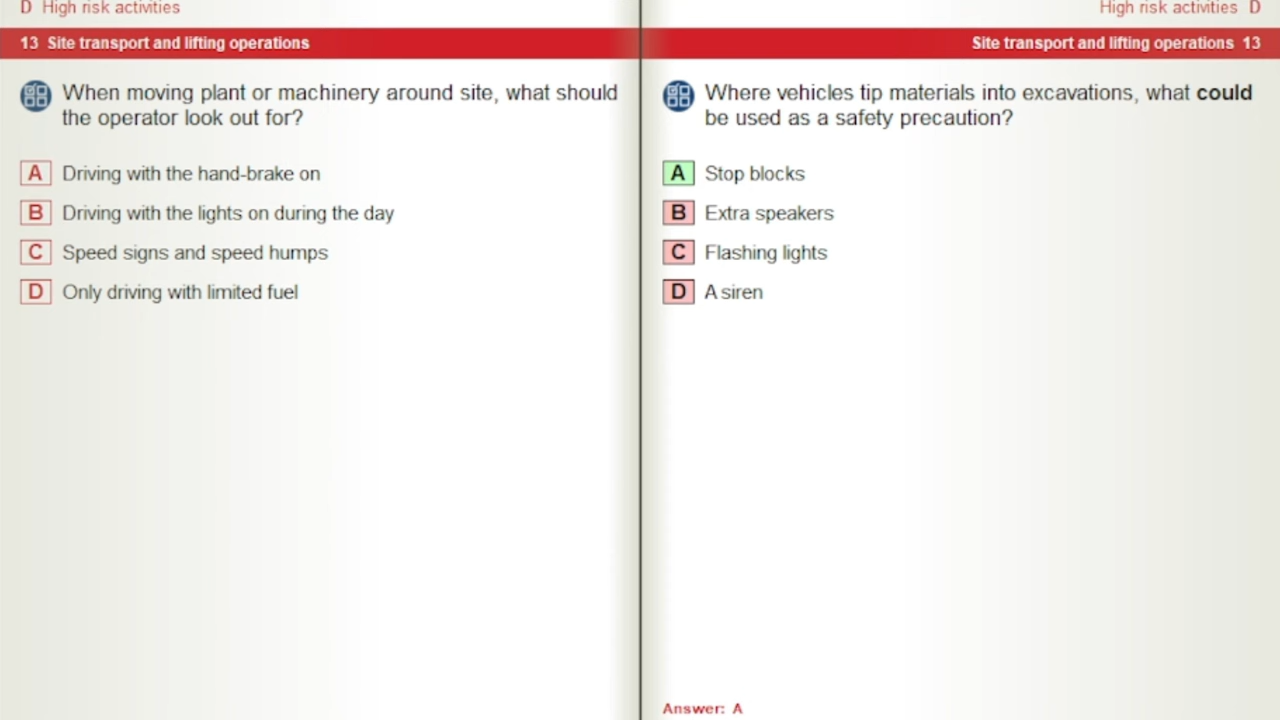 D High risk activities
13 Site transport and lifting operations
When moving plant or machinery around site, what should
the operator look out for?
A Driving with the hand-brake on
B Driving with the lights on during the day
C Speed signs and speed humps
D Only driving with limited fuel
High risk activities D
Site transport and lifting operations 13
Where vehicles tip materials into excavations, what could
be used as a safety precaution?
A Stop blocks
B Extra speakers
C Flashing lights
D A siren
Answer: A